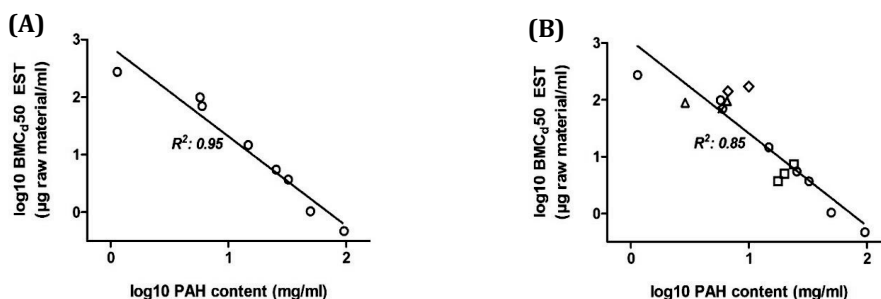 (A)
log10 BMCd50 EST
(µg raw material/ml)
3
2
1
0
R²: 0.95
0
1
2
log10 PAH content (mg/ml)
(B)
log10 BMCd50 EST
(µg raw material/ml)
3
2
1
0
R²: 0.85
0
1
2
log10 PAH content (mg/ml)